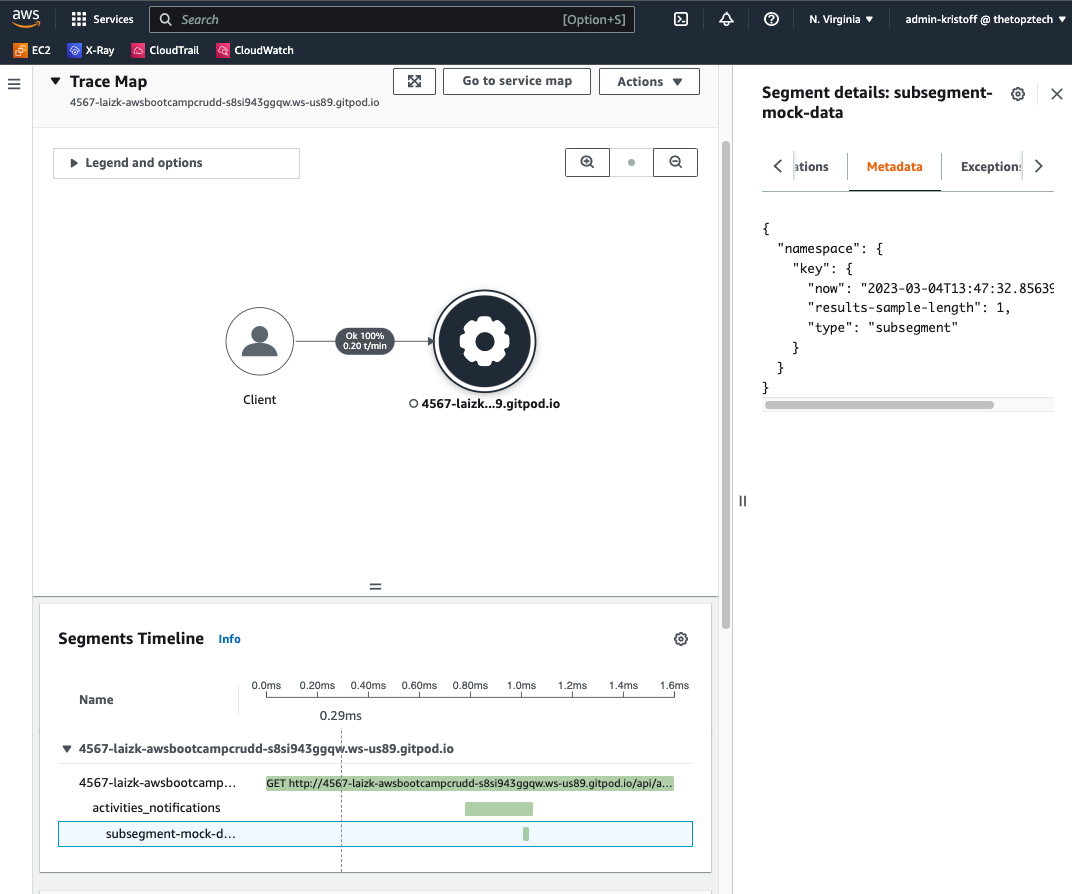 aws
Services
Search
[Option+S]
N. Virginia
admin-kristoff @ thetopztech
EC2
X-Ray
CloudTrail
CloudWatch
Trace Map
4567-laizk-awsbootcampcrudd-s8si943ggqw.ws-us89.gitpod.io
Go to service map
Actions
Legend and options
Ok 100%
0.20 t/min
Client
4567-laizk...9.gitpod.io
Segments Timeline
Info
Name
0.0ms 0.20ms 0.40ms 0.60ms 0.80ms 1.0ms 1.2ms 1.4ms 1.6ms
0.29ms
4567-laizk-awsbootcampcrudd-s8si943ggqw.ws-us89.gitpod.io
4567-laizk-awsbootcamp...
GET http://4567-laizk-awsbootcampcrudd-s8si943ggqw.ws-us89.gitpod.io/api/a...
activities_notifications
subsegment-mock-d...
Segment details: subsegment-
mock-data
ations
Metadata
Exceptions
{
"namespace": {
"key": {
"now": "2023-03-04T13:47:32.85639
"results-sample-length": 1,
"type": "subsegment"
}
}
}